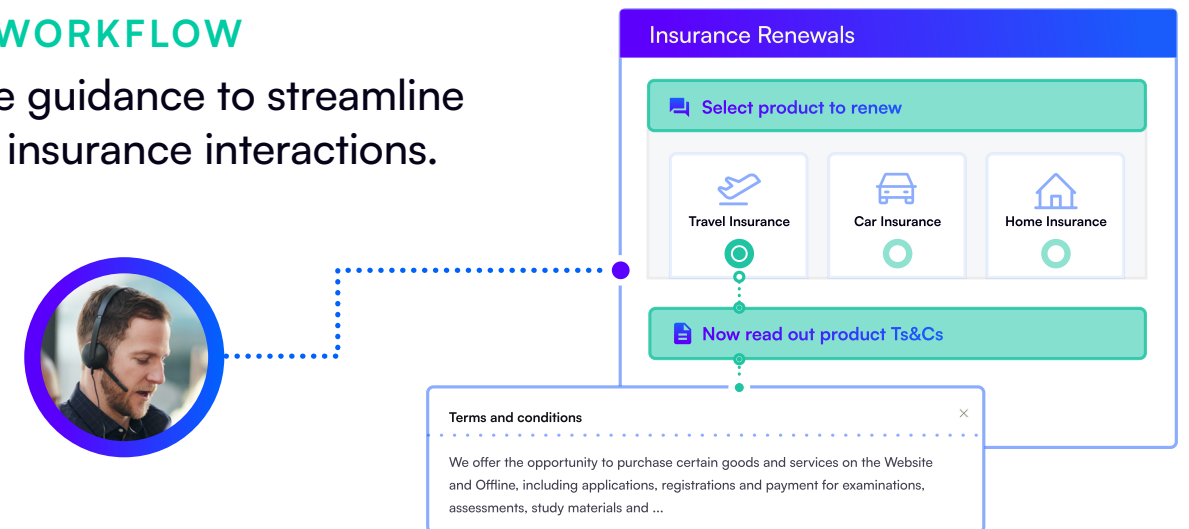 WORKFLOW
e guidance to streamline
insurance interactions.
Insurance Renewals
Select product to renew
Travel Insurance
Car Insurance
Home Insurance
Now read out product Ts&Cs
Terms and conditions
We offer the opportunity to purchase certain goods and services on the Website
and Offline, including applications, registrations and payment for examinations,
assessments, study materials and ...